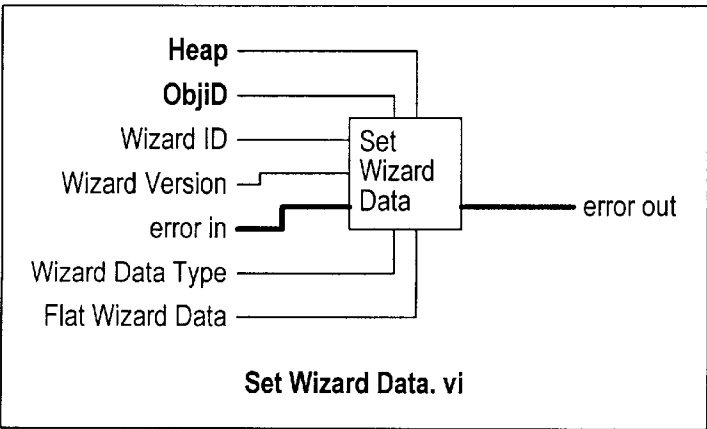 Heap
ObjiD
Wizard ID
Wizard Version
error in
Wizard Data Type
Flat Wizard Data
Set
Wizard
Data
error out
Set Wizard Data. vi